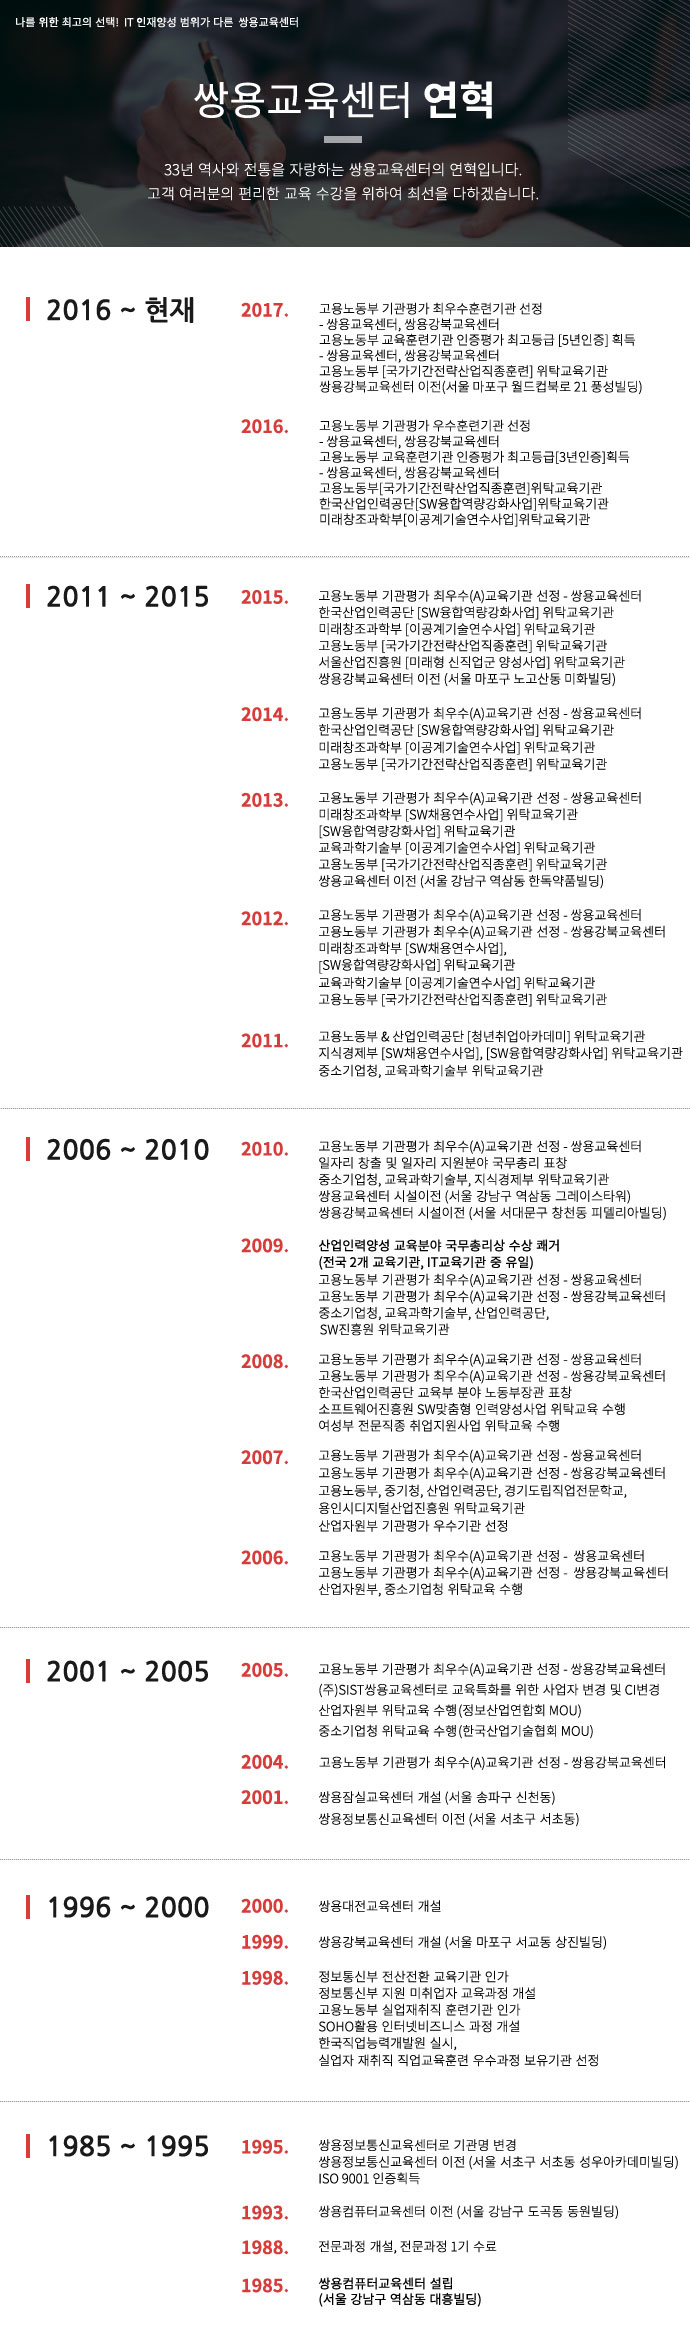 나를 위한 최고의 선택! IT 인재양성 범위가 다른 쌍용교육센터
쌍용교육센터 연혁
33년 역사와 전통을 자랑하는 쌍용교육센터의 연혁입니다.
고객 여러분의 편리한 교육 수강을 위하여 최선을 다하겠습니다.
2016 ~ 현재
2017.
고용노동부 기관평가 최우수훈련기관 선정
- 쌍용교육센터, 쌍용강북교육센터
고용노동부 교육훈련기관 인증평가 최고등급 [5년인증] 획득
- 쌍용교육센터, 쌍용강북교육센터
고용노동부 [국가기간전략산업직종훈련] 위탁교육기관
쌍용강북교육센터 이전(서울 마포구 월드컵북로 21 풍성빌딩)
2016.
고용노동부 기관평가 우수훈련기관 선정
- 쌍용교육센터, 쌍용강북교육센터
고용노동부 교육훈련기관 인증평가 최고등급[3년인증]획득
- 쌍용교육센터, 쌍용강북교육센터
고용노동부[국가기간전략산업직종훈련]위탁교육기관
한국산업인력공단[SW융합역량강화사업]위탁교육기관
미래창조과학부[이공계기술연수사업]위탁교육기관
2011 ~ 2015
2015.
고용노동부 기관평가 최우수(A)교육기관 선정 - 쌍용교육센터
한국산업인력공단 [SW융합역량강화사업] 위탁교육기관
미래창조과학부 [이공계기술연수사업] 위탁교육기관
고용노동부 [국가기간전략산업직종훈련] 위탁교육기관
서울산업진흥원 [미래형 신직업군 양성사업] 위탁교육기관
쌍용강북교육센터 이전 (서울 마포구 노고산동 미화빌딩)
2014.
고용노동부 기관평가 최우수(A)교육기관 선정 - 쌍용교육센터
한국산업인력공단 [SW융합역량강화사업] 위탁교육기관
미래창조과학부 [이공계기술연수사업] 위탁교육기관
고용노동부 [국가기간전략산업직종훈련] 위탁교육기관
2013.
고용노동부 기관평가 최우수(A)교육기관 선정 - 쌍용교육센터
미래창조과학부 [SW채용연수사업] 위탁교육기관
[SW융합역량강화사업] 위탁교육기관
교육과학기술부 [이공계기술연수사업] 위탁교육기관
고용노동부 [국가기간전략산업직종훈련] 위탁교육기관
쌍용교육센터 이전 (서울 강남구 역삼동 한독약품빌딩)
2012.
고용노동부 기관평가 최우수(A)교육기관 선정 - 쌍용교육센터
고용노동부 기관평가 최우수(A)교육기관 선정 - 쌍용강북교육센터
미래창조과학부 [SW채용연수사업],
[SW융합역량강화사업] 위탁교육기관
교육과학기술부 [이공계기술연수사업] 위탁교육기관
고용노동부 [국가기간전략산업직종훈련] 위탁교육기관
2011.
고용노동부 & 산업인력공단 [청년취업아카데미] 위탁교육기관
지식경제부 [SW채용연수사업], [SW융합역량강화사업] 위탁교육기관
중소기업청, 교육과학기술부 위탁교육기관
2006 ~ 2010
2010.
고용노동부 기관평가 최우수(A)교육기관 선정 - 쌍용교육센터
일자리 창출 및 일자리 지원분야 국무총리 표창
중소기업청, 교육과학기술부, 지식경제부 위탁교육기관
쌍용교육센터 시설이전 (서울 강남구 역삼동 그레이스타워)
쌍용강북교육센터 시설이전 (서울 서대문구 창천동 피델리아빌딩)
2009.
산업인력양성 교육분야 국무총리상 수상 쾌거
(전국 2개 교육기관, IT교육기관 중 유일)
고용노동부 기관평가 최우수(A)교육기관 선정 - 쌍용교육센터
고용노동부 기관평가 최우수(A)교육기관 선정 - 쌍용강북교육센터
중소기업청, 교육과학기술부, 산업인력공단,
SW진흥원 위탁교육기관
2008.
고용노동부 기관평가 최우수(A)교육기관 선정 - 쌍용교육센터
고용노동부 기관평가 최우수(A)교육기관 선정 - 쌍용강북교육센터
한국산업인력공단 교육부 분야 노동부장관 표창
소프트웨어진흥원 SW맞춤형 인력양성사업 위탁교육 수행
여성부 전문직종 취업지원사업 위탁교육 수행
2007.
고용노동부 기관평가 최우수(A)교육기관 선정 - 쌍용교육센터
고용노동부 기관평가 최우수(A)교육기관 선정 - 쌍용강북교육센터
고용노동부, 중기청, 산업인력공단, 경기도립직업전문학교,
용인시디지털산업진흥원 위탁교육기관
산업자원부 기관평가 우수기관 선정
2006.
고용노동부 기관평가 최우수(A)교육기관 선정 - 쌍용교육센터
고용노동부 기관평가 최우수(A)교육기관 선정 - 쌍용강북교육센터
산업자원부, 중소기업청 위탁교육 수행
2001 ~ 2005
2005.
고용노동부 기관평가 최우수(A)교육기관 선정 - 쌍용강북교육센터
(주)SIST쌍용교육센터로 교육특화를 위한 사업자 변경 및 CI변경
산업자원부 위탁교육 수행(정보산업연합회 MOU)
중소기업청 위탁교육 수행(한국산업기술협회 MOU)
2004.
고용노동부 기관평가 최우수(A)교육기관 선정 - 쌍용강북교육센터
2001.
쌍용잠실교육센터 개설 (서울 송파구 신천동)
쌍용정보통신교육센터 이전 (서울 서초구 서초동)
1996 ~ 2000
2000.
쌍용대전교육센터 개설
1999.
쌍용강북교육센터 개설 (서울 마포구 서교동 상진빌딩)
1998.
정보통신부 전산전환 교육기관 인가
정보통신부 지원 미취업자 교육과정 개설
고용노동부 실업재취직 훈련기관 인가
SOHO활용 인터넷비즈니스 과정 개설
한국직업능력개발원 실시,
실업자 재취직 직업교육훈련 우수과정 보유기관 선정
1985 ~ 1995
1995.
쌍용정보통신교육센터로 기관명 변경
쌍용정보통신교육센터 이전 (서울 서초구 서초동 성우아카데미빌딩)
ISO 9001 인증획득
1993.
쌍용컴퓨터교육센터 이전 (서울 강남구 도곡동 동원빌딩)
1988.
전문과정 개설, 전문과정 1기 수료
1985.
쌍용컴퓨터교육센터 설립
(서울 강남구 역삼동 대흥빌딩)